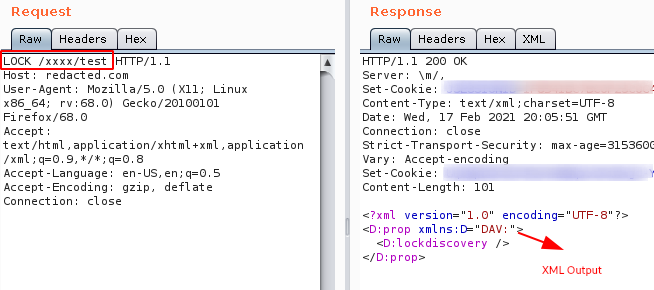 Request
Raw Headers Hex
LOCK /xxxx/test HTTP/1.1
Host: redacted.com
User-Agent: Mozilla/5.0 (X11; Linux
x86_64; rv:68.0) Gecko/20100101
Firefox/68.0
Accept:
text/html,application/xhtml+xml,application
/xml;q=0.9,*/*;q=0.8
Accept-Language: en-US,en;q=0.5
Accept-Encoding: gzip, deflate
Connection: close
Response
Raw Headers Hex XML
HTTP/1.1 200 OK
Server: \m/,
Set-Cookie:
Content-Type: text/xml;charset=UTF-8
Date: Wed, 17 Feb 2021 20:05:51 GMT
Connection: close
Strict-Transport-Security: max-age=3153600
Vary: Accept-encoding
Set-Cookie:
Content-Length: 101
<?xml version="1.0" encoding="UTF-8"?>
<D:prop xmlns:D="DAV:">
<D:lockdiscovery />
</D:prop>
XML Output